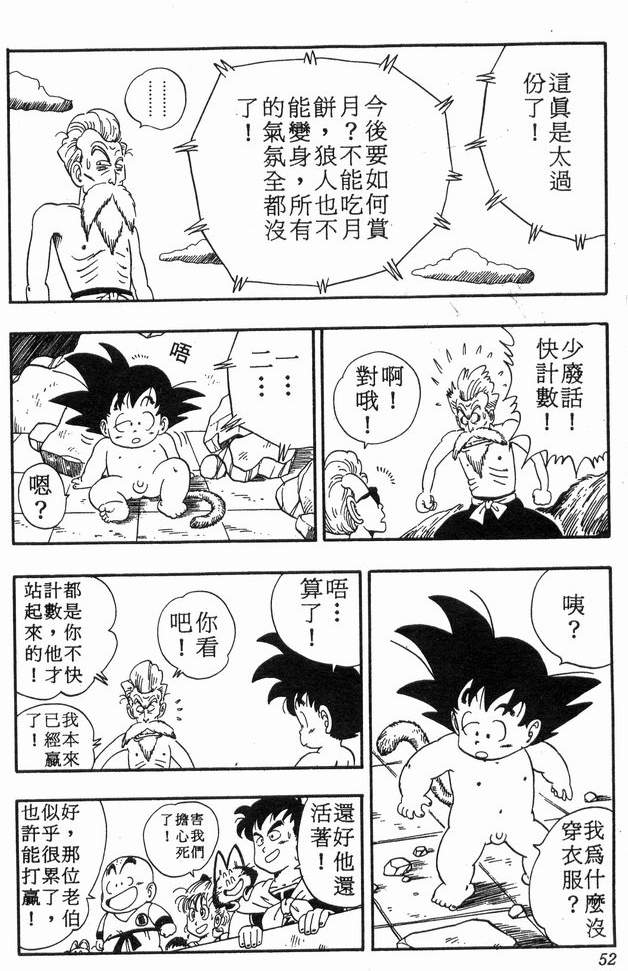 這眞是太過
份了！
今後要如何賞
月？不能吃月
餅，狼人也不
能變身，所有
的氣氛全都沒
了！
……
少廢話！
快計數！
啊！
對哦！
一…
二…
唔
嗯？
咦？
我爲什麼沒
穿衣服？
唔…
算了！
你看
吧！
都是你不快
計數，他才
站起來的！
我本來
已經贏
了！
還好他還
活著！
害我們
擔心死
了！
好，那位老伯
似乎很累了，
也許能打贏！
52